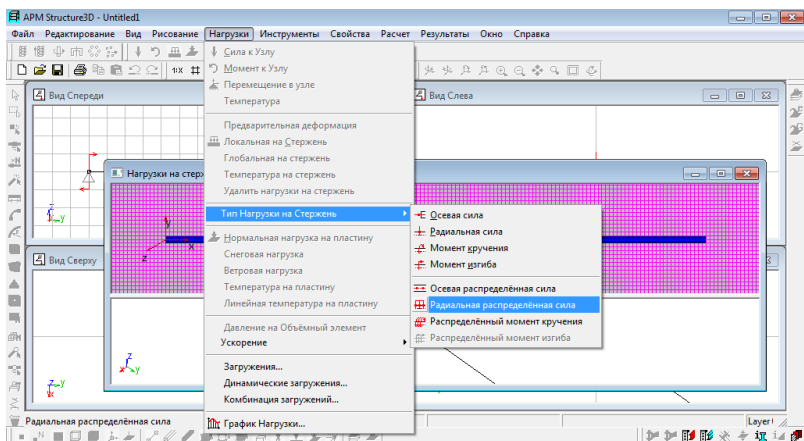 APM Structure3D - Untitled1
Файл Редактирование Вид Рисование Нагрузки Инструменты Свойства Расчет Результаты Окно Справка
Вид Спереди
Вид Слева
Нагрузки на стерж
Вид Сверху
Сила к Узлу
Момент к Узлу
Перемещение в узле
Температура
Предварительная деформация
Локальная на Стержень
Глобальная на стержень
Температура на стержень
Удалить нагрузки на стержень
Тип Нагрузки на Стержень
Нормальная нагрузка на пластину
Снеговая нагрузка
Ветровая нагрузка
Температура на пластину
Линейная температура на пластину
Давление на Объёмный элемент
Ускорение
Загружения...
Динамические загружения...
Комбинация загружений...
График Нагрузки...
Осевая сила
Радиальная сила
Момент кручения
Момент изгиба
Осевая распределённая сила
Радиальная распределённая сила
Распределённый момент кручения
Распределённый момент изгиба
y
x
z
z
y
x
z
y
x
z
y
Радиальная распределённая сила
Layer